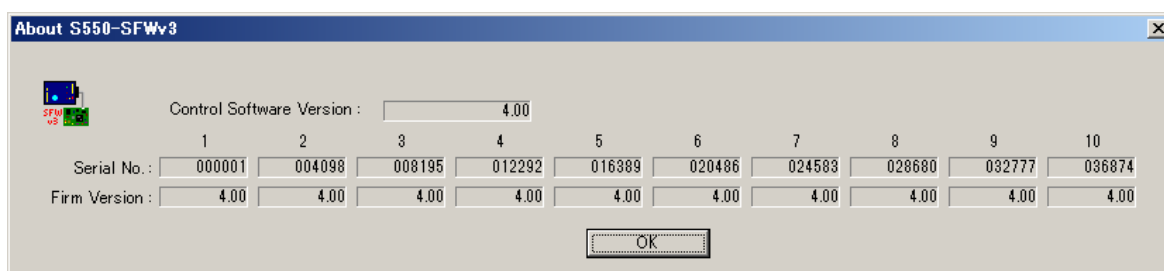 About S550-SFWv3
SFW
v3
Control Software Version : 4.00
1 2 3 4 5 6 7 8 9 10
Serial No. : 000001 004098 008195 012292 016389 020486 024583 028680 032777 036874
Firm Version : 4.00 4.00 4.00 4.00 4.00 4.00 4.00 4.00 4.00 4.00
OK